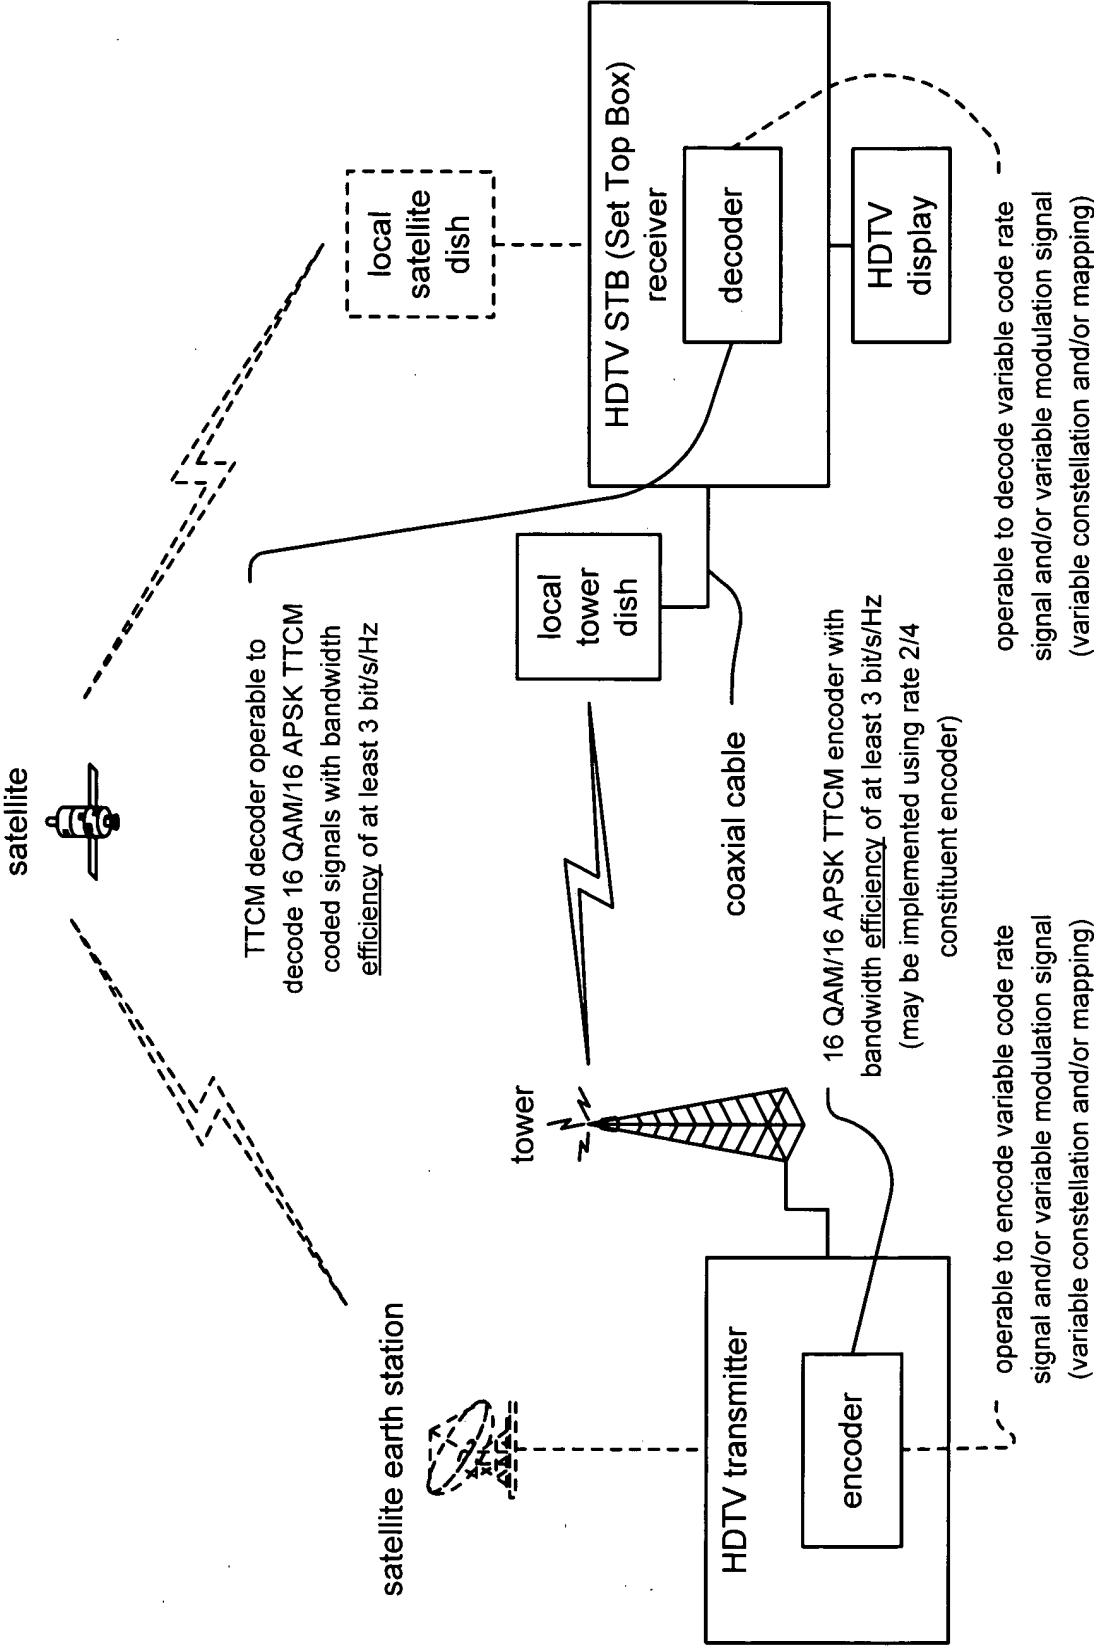 satellite
TTCM decoder operable to
decode 16 QAM/16 APSK TTCM
coded signals with bandwidth
efficiency of at least 3 bit/s/Hz
local
satellite
dish
satellite earth station
tower
local
tower
dish
HDTV STB (Set Top Box)
receiver
decoder
coaxial cable
HDTV transmitter
encoder
16 QAM/16 APSK TTCM encoder with
bandwidth efficiency of at least 3 bit/s/Hz
(may be implemented using rate 2/4
constituent encoder)
HDTV
display
operable to encode variable code rate
signal and/or variable modulation signal
(variable constellation and/or mapping)
operable to decode variable code rate
signal and/or variable modulation signal
(variable constellation and/or mapping)